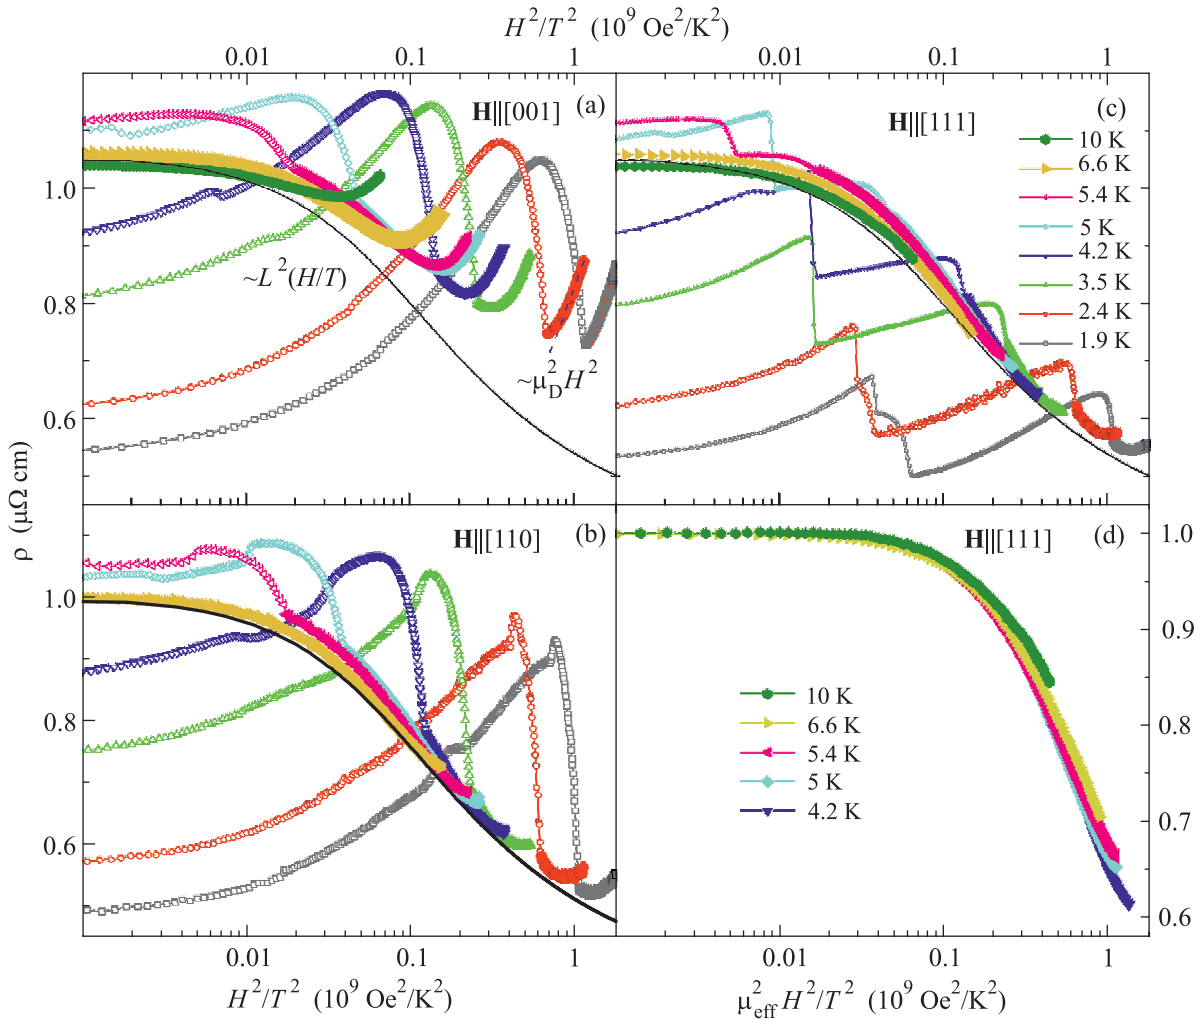 H²/T² (10⁹ Oe²/K²)
0.01 0.1 1 0.01 0.1 1
H||[001] (a)
H||[111] (c)
10 K
6.6 K
5.4 K
5 K
4.2 K
3.5 K
2.4 K
1.9 K
~L²(H/T)
~μ_D²H²
1.0
0.8
0.6
ρ (μΩ cm)
H||[110] (b)
H||[111] (d)
1.0
0.8
0.6
10 K
6.6 K
5.4 K
5 K
4.2 K
1.0
0.9
0.8
0.7
0.6
0.01 0.1 1 0.01 0.1 1
H²/T² (10⁹ Oe²/K²)
μ_eff²H²/T² (10⁹ Oe²/K²)